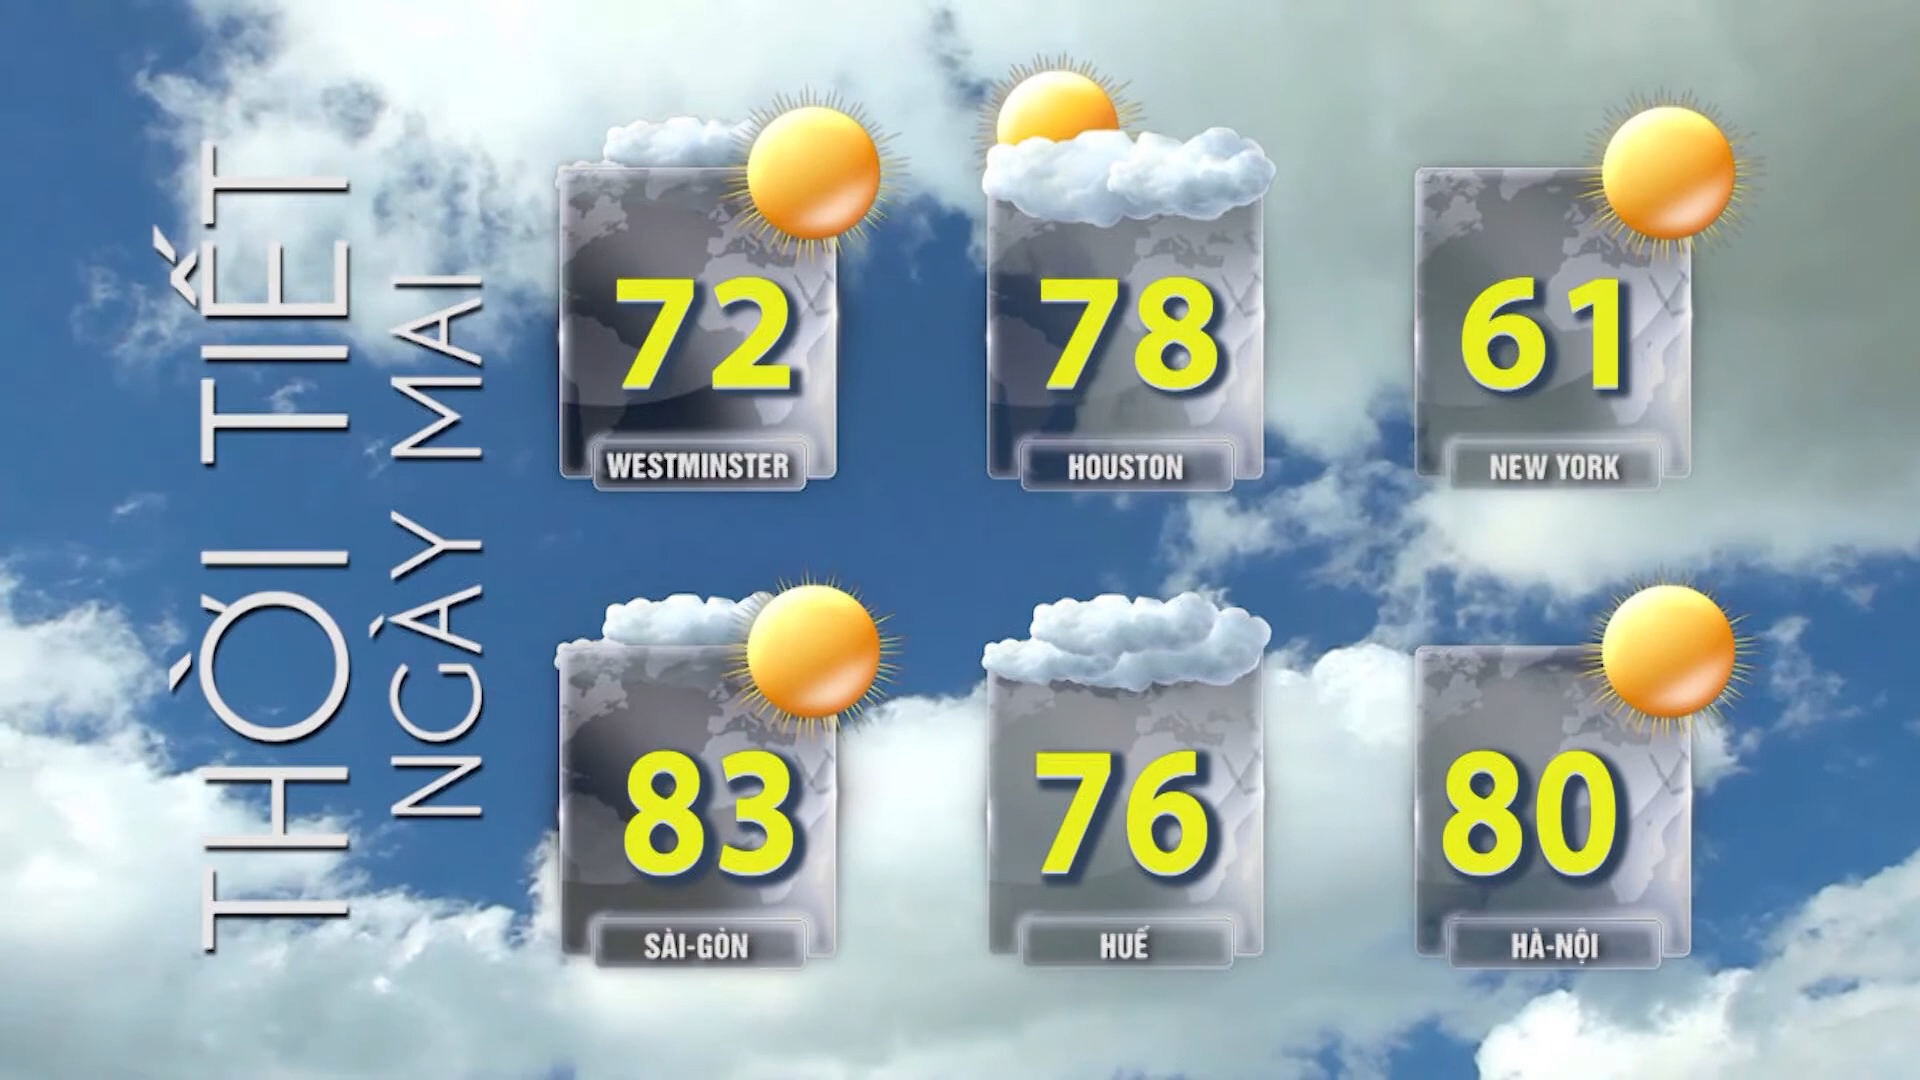 THỜI TIẾT
NGÀY MAI
72
WESTMINSTER
78
HOUSTON
61
NEW YORK
83
SÀI-GÒN
76
HUẾ
80
HÀ-NỘI